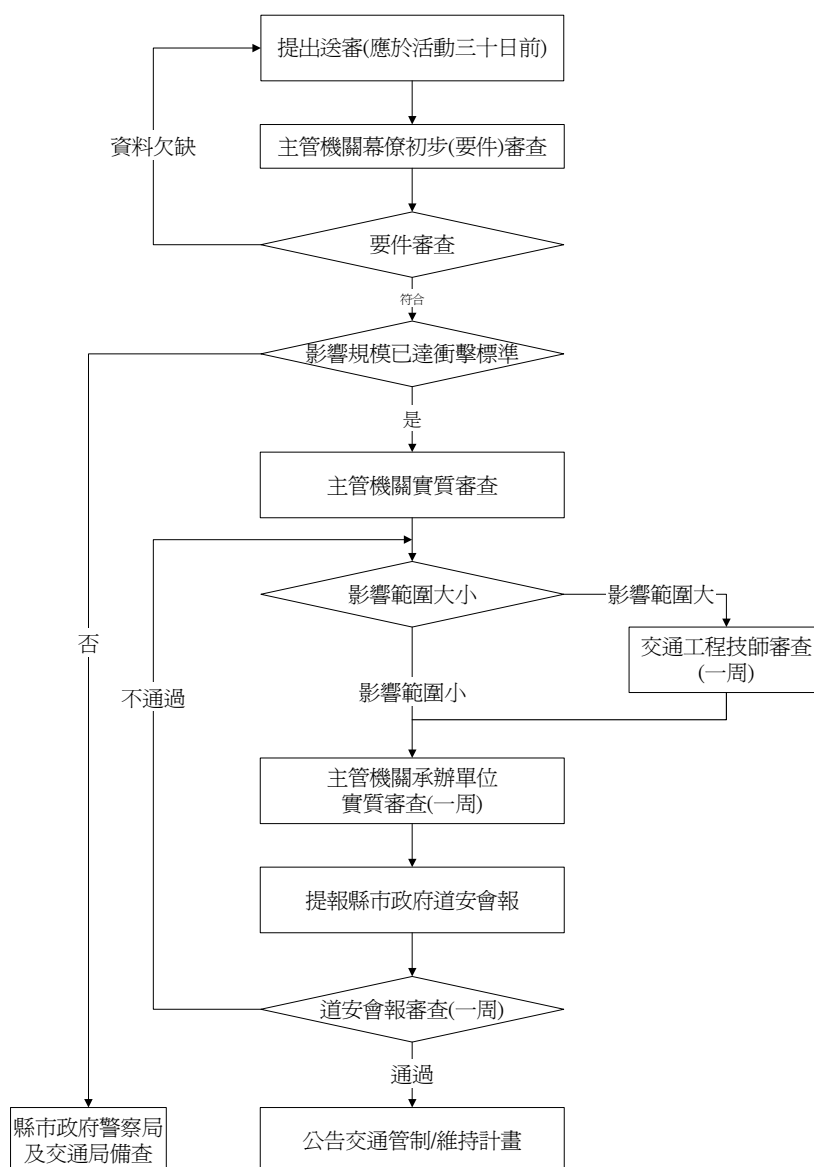 提出送審(應於活動三十日前)
資料欠缺
主管機關幕僚初步(要件)審查
要件審查
符合
影響規模已達衝擊標準
是
主管機關實質審查
影響範圍大小
影響範圍大
否
交通工程技師審查
(一周)
不通過
影響範圍小
主管機關承辦單位
實質審查(一周)
提報縣市政府道安會報
道安會報審查(一周)
通過
縣市政府警察局
及交通局備查
公告交通管制/維持計畫